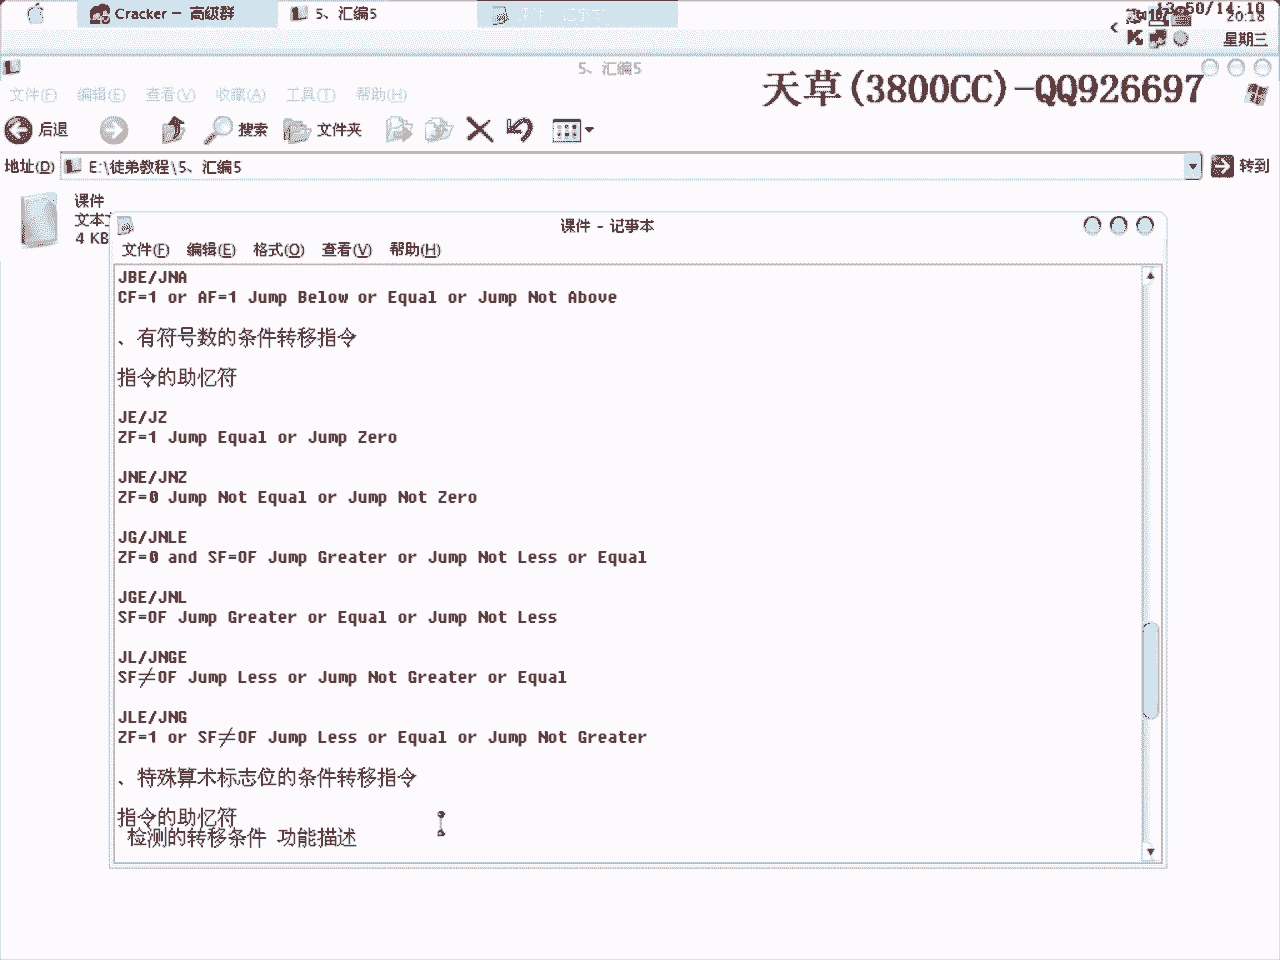 Cracker — 高级群
5、汇编5
课件 - 记事本
13:50/14:10
20:18
星期三
5、汇编5
天草(3800CC)-QQ926697
文件(F) 编辑(E) 查看(V) 收藏(A) 工具(T) 帮助(H)
后退
搜索
文件夹
地址(D)
E:\徒弟教程\5、汇编5
转到
课件
文本文
4 KB
课件 - 记事本
文件(F) 编辑(E) 格式(O) 查看(V) 帮助(H)
JBE/JNA
CF=1 or AF=1 Jump Below or Equal or Jump Not Above
、有符号数的条件转移指令
指令的助忆符
JE/JZ
ZF=1 Jump Equal or Jump Zero
JNE/JNZ
ZF=0 Jump Not Equal or Jump Not Zero
JG/JNLE
ZF=0 and SF=OF Jump Greater or Jump Not Less or Equal
JGE/JNL
SF=OF Jump Greater or Equal or Jump Not Less
JL/JNGE
SF≠OF Jump Less or Jump Not Greater or Equal
JLE/JNG
ZF=1 or SF≠OF Jump Less or Equal or Jump Not Greater
、特殊算术标志位的条件转移指令
指令的助忆符
检测的转移条件 功能描述